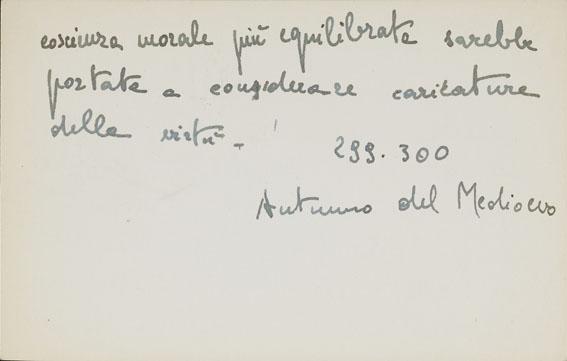 coscienza morale più equilibrata sarebbe
portata a considerare caricature
della virtù -
299.300
Autunno del Medioevo